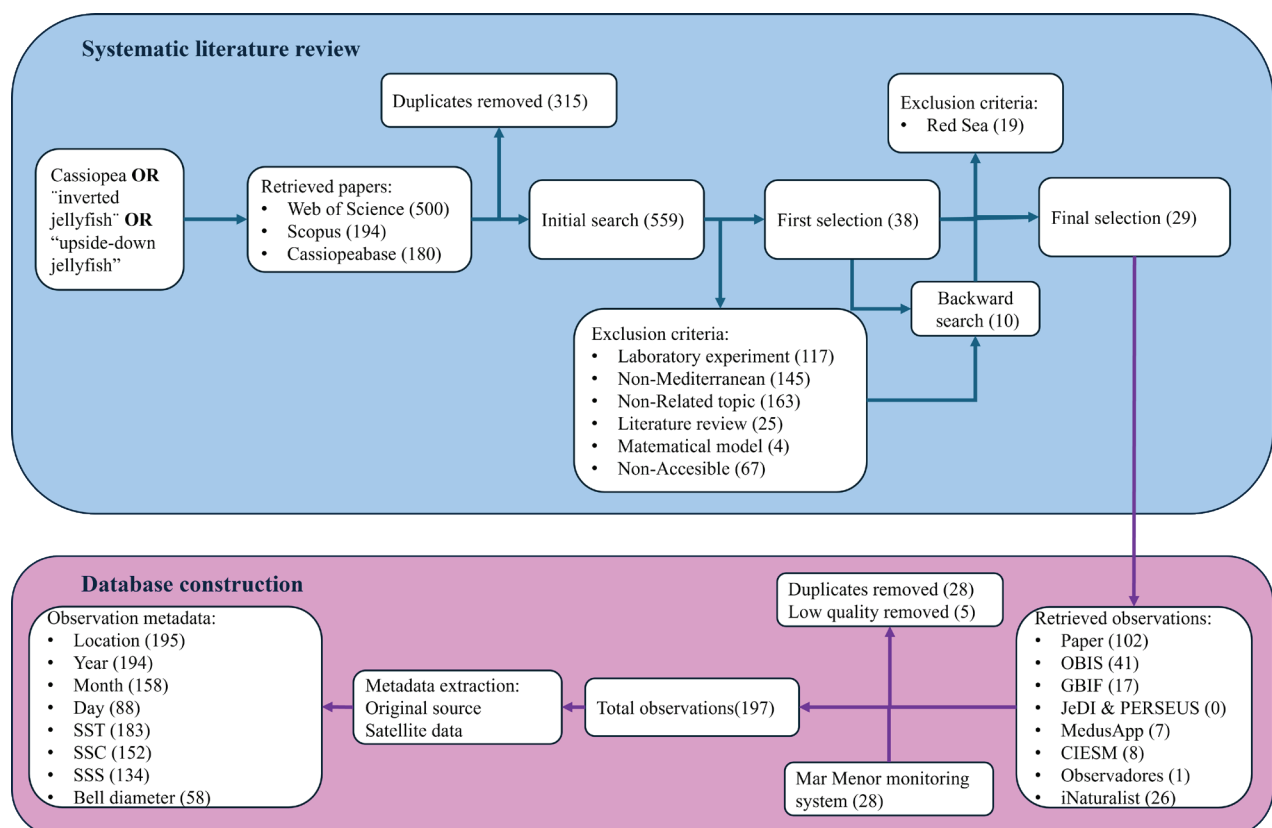 Systematic literature review
Duplicates removed (315)
Exclusion criteria:
• Red Sea (19)
Cassiopea OR
¨inverted
jellyfish¨ OR
“upside-down
jellyfish”
Retrieved papers:
• Web of Science (500)
• Scopus (194)
• Cassiopeabase (180)
Initial search (559)
First selection (38)
Final selection (29)
Backward
search (10)
Exclusion criteria:
• Laboratory experiment (117)
• Non-Mediterranean (145)
• Non-Related topic (163)
• Literature review (25)
• Matematical model (4)
• Non-Accesible (67)
Database construction
Duplicates removed (28)
Low quality removed (5)
Retrieved observations:
• Paper (102)
• OBIS (41)
• GBIF (17)
• JeDI & PERSEUS (0)
• MedusApp (7)
• CIESM (8)
• Observadores (1)
• iNaturalist (26)
Mar Menor monitoring
system (28)
Total observations(197)
Metadata extraction:
Original source
Satellite data
Observation metadata:
• Location (195)
• Year (194)
• Month (158)
• Day (88)
• SST (183)
• SSC (152)
• SSS (134)
• Bell diameter (58)